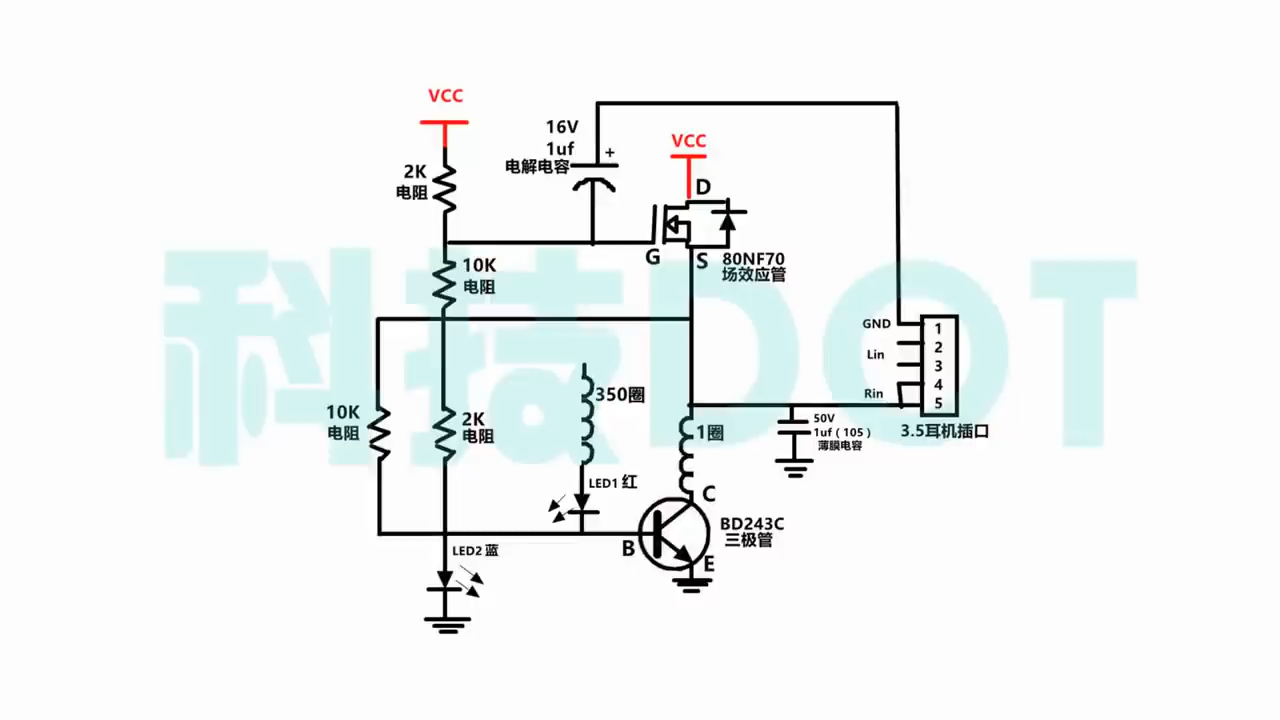 VCC
16V
1uf
电解电容
+
VCC
2K
电阻
D
G
S
80NF70
场效应管
10K
电阻
科技DOT
GND
Lin
Rin
1
2
3
4
5
3.5耳机插口
350圈
1圈
50V
1uf（105）
薄膜电容
10K
电阻
2K
电阻
LED1 红
C
B
E
BD243C
三极管
LED2 蓝